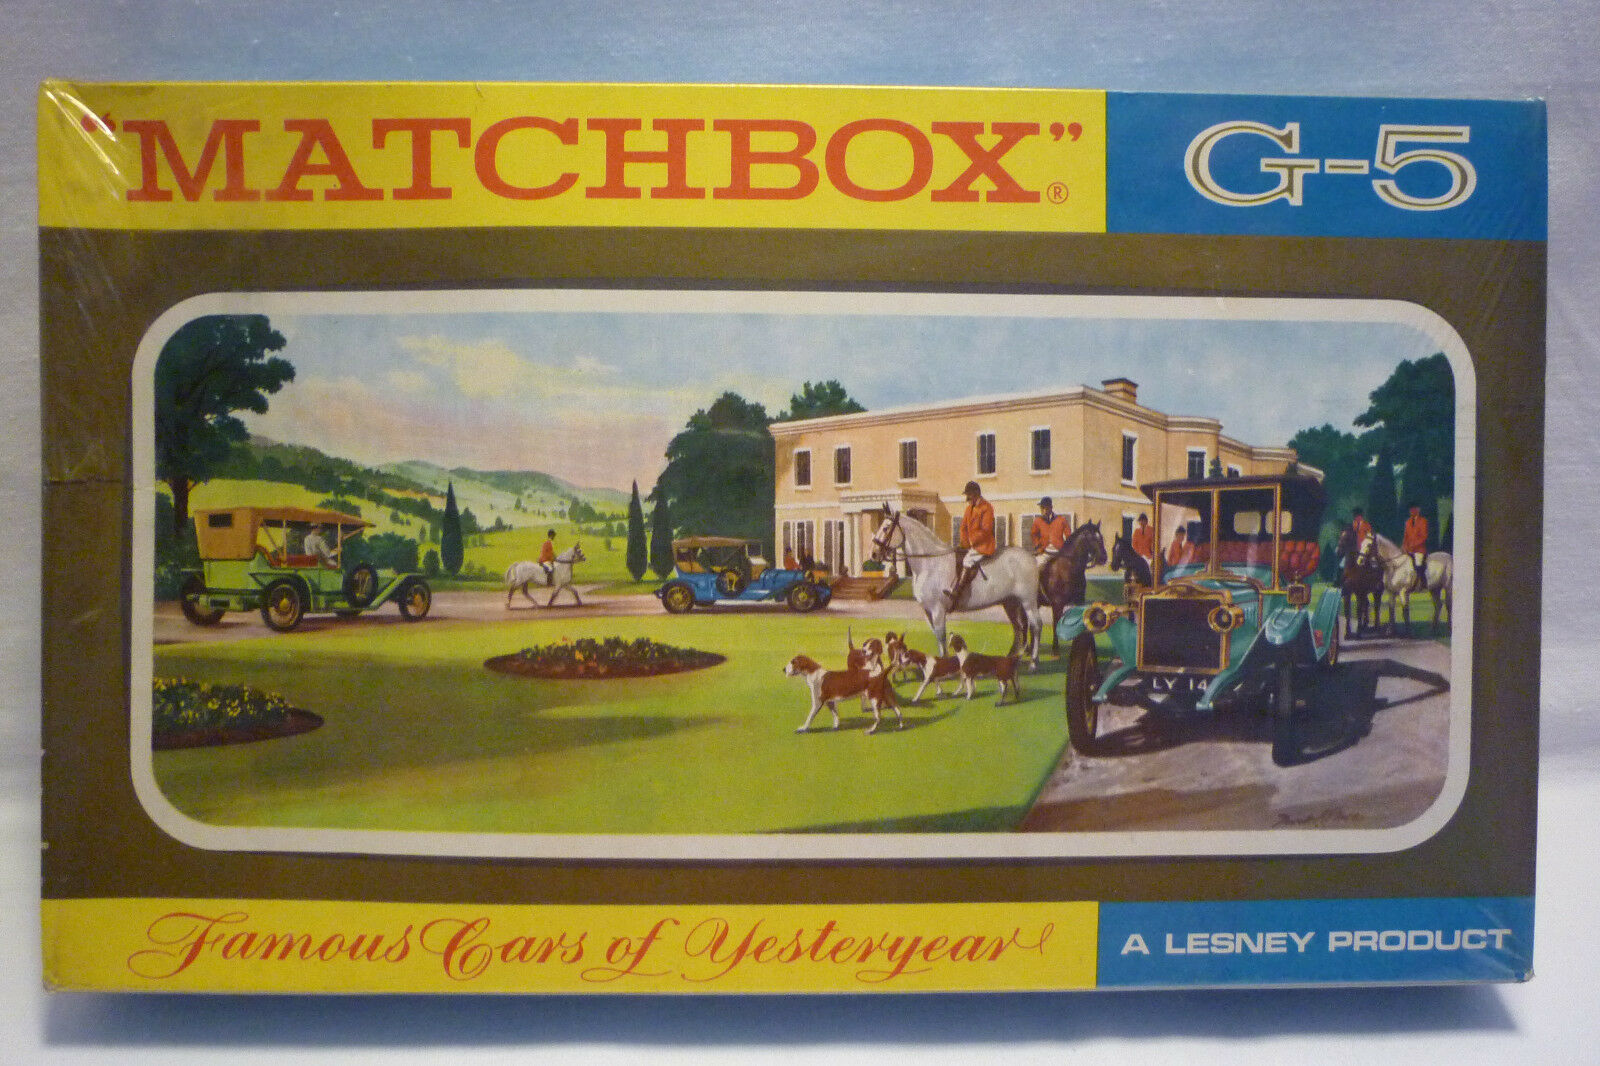 "MATCHBOX"®
G-5
LY 14
Famous Cars of Yesteryear
A LESNEY PRODUCT